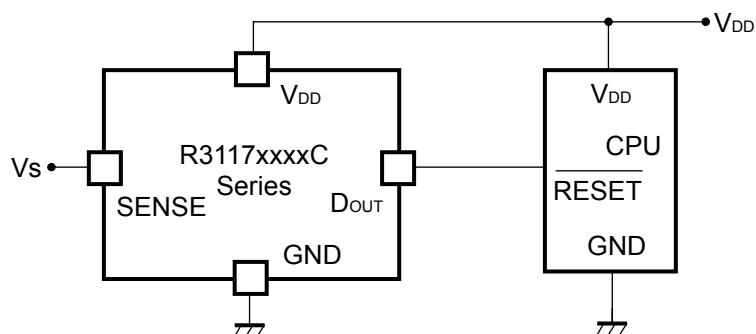 VDD
VDD
VDD
R3117xxxxC
Series
CPU
Vs
SENSE
DOUT
RESET
GND
GND